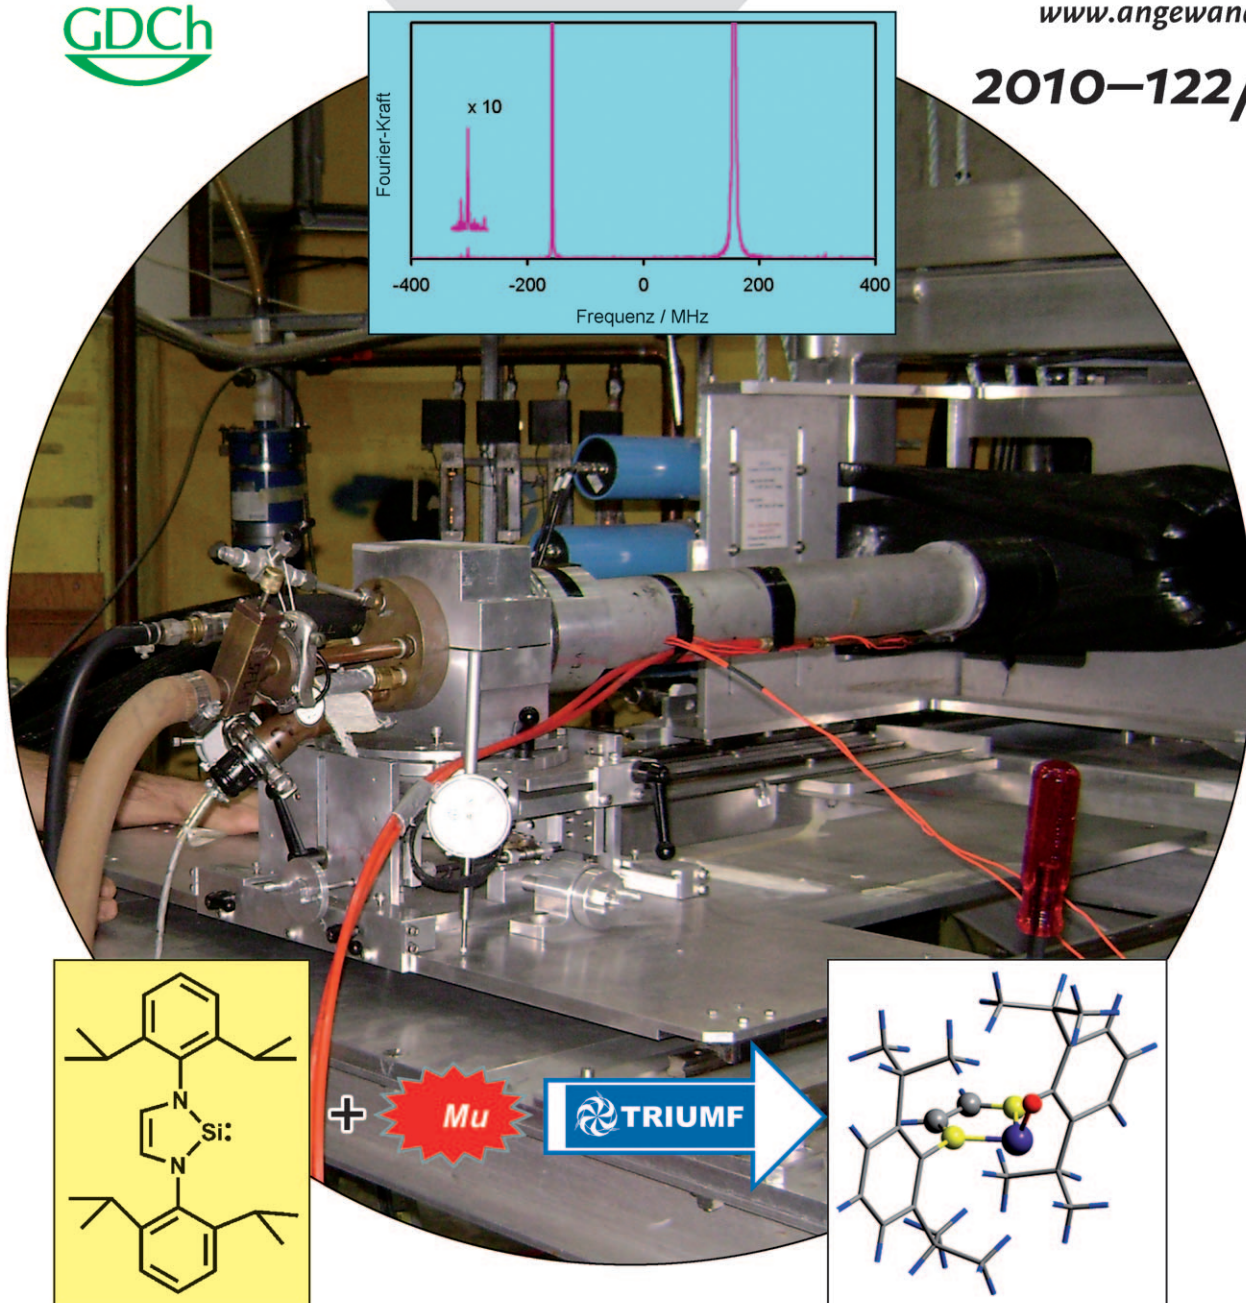 GDCh
www.angewand
2010–122/
Fourier-Kraft
x 10
-400
-200
0
200
400
Frequenz / MHz
N
Si:
N
+
Mu
TRIUMF